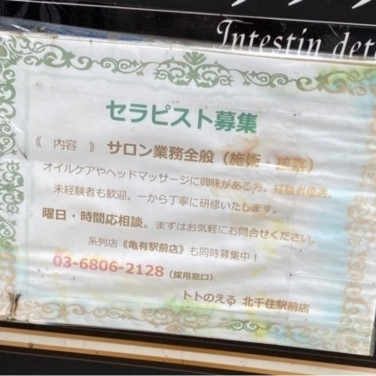 Intestin det
セラピスト募集
《 内容 》 サロン業務全般（施術・接客）
オイルケアやヘッドマッサージに興味がある方、経験者優遇。
未経験者も歓迎。一から丁寧に研修いたします。
曜日・時間応相談。まずはお気軽にお問合せください。
系列店《亀有駅前店》も同時募集中！
03-6806-2128（採用窓口）
トトのえる 北千住駅前店